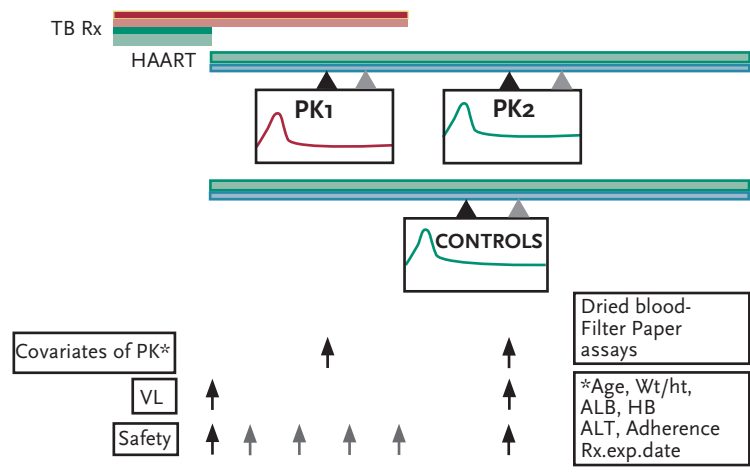 TB Rx
HAART
PK1
PK2
CONTROLS
Covariates of PK*
VL
Safety
Dried blood-
Filter Paper
assays
*Age, Wt/ht,
ALB, HB
ALT, Adherence
Rx.exp.date